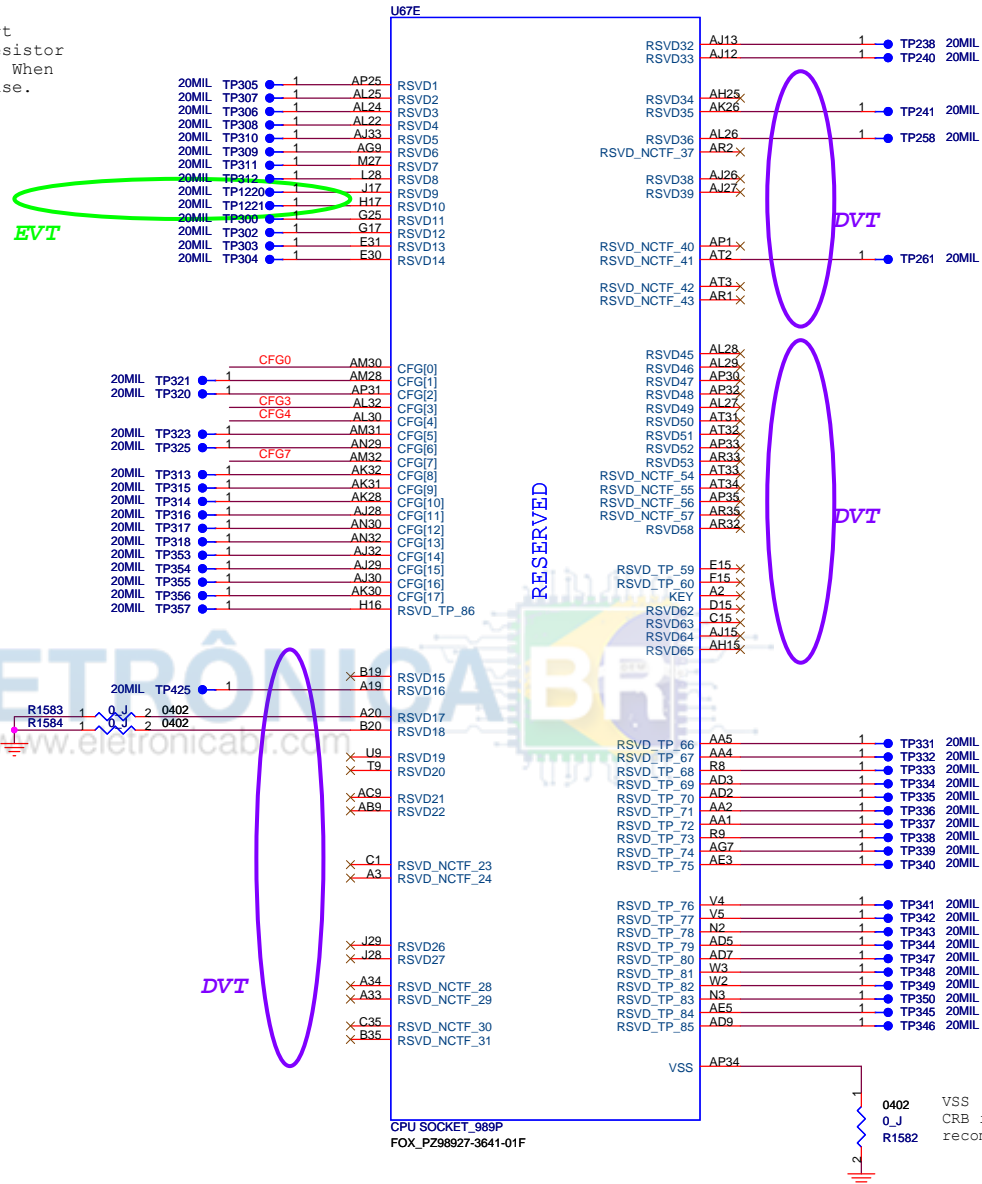 U67E
esistor
When
20MIL TP305 1 AP25 RSVD1
20MIL TP307 1 AL25 RSVD2
20MIL TP306 1 AL24 RSVD3
20MIL TP308 1 AL22 RSVD4
20MIL TP310 1 AJ33 RSVD5
20MIL TP309 1 AG9 RSVD6
20MIL TP311 1 M27 RSVD7
20MIL TP312 1 L28 RSVD8
20MIL TP1220 1 J17 RSVD9
20MIL TP1221 1 H17 RSVD10
20MIL TP300 1 G25 RSVD11
20MIL TP302 1 G17 RSVD12
20MIL TP303 1 E31 RSVD13
20MIL TP304 1 E30 RSVD14
EVT
CFG0 AM30 CFG[0]
20MIL TP321 1 AM28 CFG[1]
20MIL TP320 1 AP31 CFG[2]
CFG3 AL32 CFG[3]
CFG4 AL30 CFG[4]
20MIL TP323 1 AM31 CFG[5]
20MIL TP325 1 AN29 CFG[6]
CFG7 AM32 CFG[7]
20MIL TP313 1 AK32 CFG[8]
20MIL TP315 1 AK31 CFG[9]
20MIL TP314 1 AK28 CFG[10]
20MIL TP316 1 AJ28 CFG[11]
20MIL TP317 1 AN30 CFG[12]
20MIL TP318 1 AN32 CFG[13]
20MIL TP353 1 AJ32 CFG[14]
20MIL TP354 1 AJ29 CFG[15]
20MIL TP355 1 AJ30 CFG[16]
20MIL TP356 1 AK30 CFG[17]
20MIL TP357 1 H16 RSVD_TP_86
B19 RSVD15
20MIL TP425 1 A19 RSVD16
R1583 1 0_J 2 0402 A20 RSVD17
R1584 1 0_J 2 0402 B20 RSVD18
U9 RSVD19
T9 RSVD20
AC9 RSVD21
AB9 RSVD22
C1 RSVD_NCTF_23
A3 RSVD_NCTF_24
J29 RSVD26
J28 RSVD27
A34 RSVD_NCTF_28
A33 RSVD_NCTF_29
C35 RSVD_NCTF_30
B35 RSVD_NCTF_31
DVT
RESERVED
RSVD32 AJ13 1 TP238 20MIL
RSVD33 AJ12 1 TP240 20MIL
RSVD34 AH25
RSVD35 AK26 1 TP241 20MIL
RSVD36 AL26 1 TP258 20MIL
RSVD_NCTF_37 AR2
RSVD38 AJ26
RSVD39 AJ27
DVT
RSVD_NCTF_40 AP1
RSVD_NCTF_41 AT2 1 TP261 20MIL
RSVD_NCTF_42 AT3
RSVD_NCTF_43 AR1
RSVD45 AL28
RSVD46 AL29
RSVD47 AP30
RSVD48 AP32
RSVD49 AL27
RSVD50 AT31
RSVD51 AT32
RSVD52 AP33
RSVD53 AR33
RSVD_NCTF_54 AT33
RSVD_NCTF_55 AT34
RSVD_NCTF_56 AP35
RSVD_NCTF_57 AR35
RSVD58 AR32
DVT
RSVD_TP_59 E15
RSVD_TP_60 F15
KEY A2
RSVD62 D15
RSVD63 C15
RSVD64 AJ15
RSVD65 AH15
RSVD_TP_66 AA5 1 TP331 20MIL
RSVD_TP_67 AA4 1 TP332 20MIL
RSVD_TP_68 R8 1 TP333 20MIL
RSVD_TP_69 AD3 1 TP334 20MIL
RSVD_TP_70 AD2 1 TP335 20MIL
RSVD_TP_71 AA2 1 TP336 20MIL
RSVD_TP_72 AA1 1 TP337 20MIL
RSVD_TP_73 R9 1 TP338 20MIL
RSVD_TP_74 AG7 1 TP339 20MIL
RSVD_TP_75 AE3 1 TP340 20MIL
RSVD_TP_76 V4 1 TP341 20MIL
RSVD_TP_77 V5 1 TP342 20MIL
RSVD_TP_78 N2 1 TP343 20MIL
RSVD_TP_79 AD5 1 TP344 20MIL
RSVD_TP_80 AD7 1 TP347 20MIL
RSVD_TP_81 W3 1 TP348 20MIL
RSVD_TP_82 W2 1 TP349 20MIL
RSVD_TP_83 N3 1 TP350 20MIL
RSVD_TP_84 AE5 1 TP345 20MIL
RSVD_TP_85 AD9 1 TP346 20MIL
VSS AP34
1 0402 VSS
0_J CRB
2 R1582 recon
CPU SOCKET_989P
FOX_PZ98927-3641-01F
ETRÔNICABR
www.eletronicabr.com